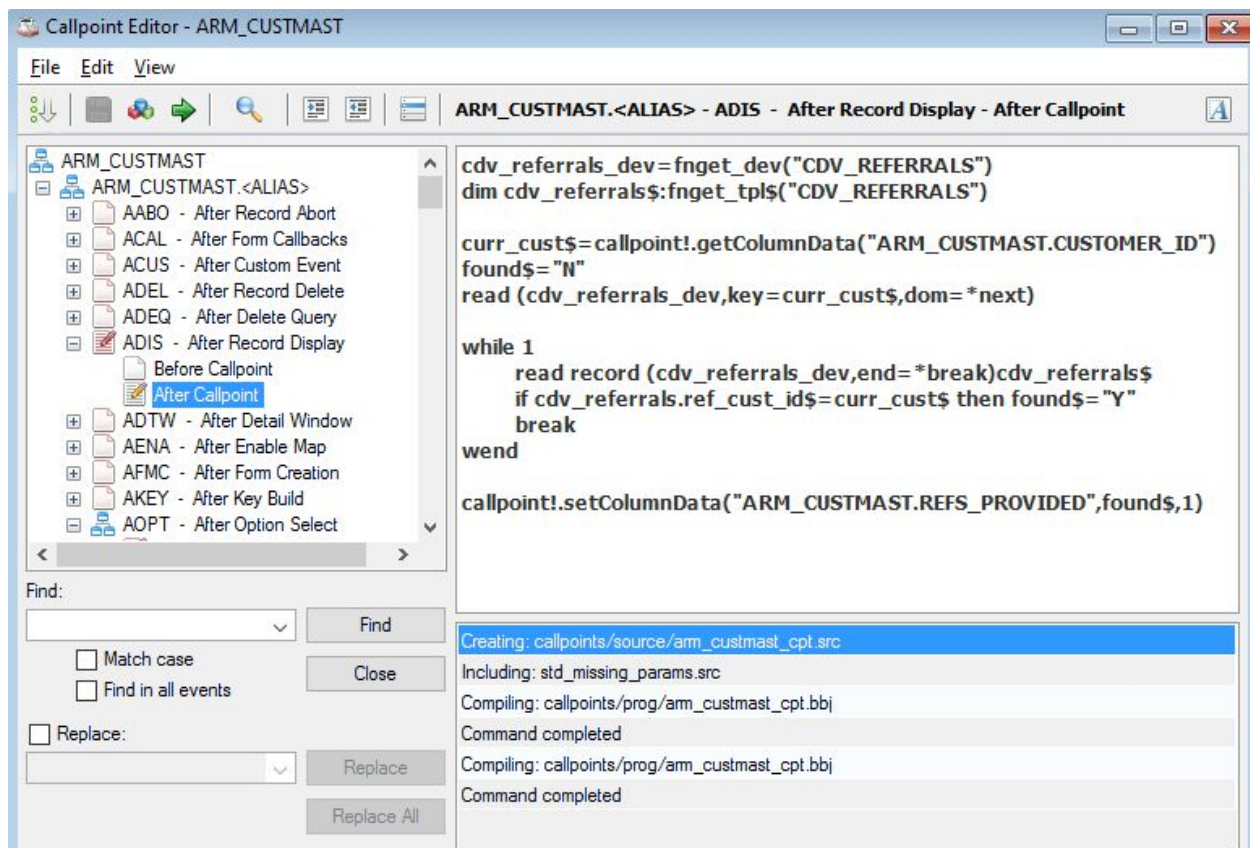 Callpoint Editor - ARM_CUSTMAST
File Edit View
ARM_CUSTMAST.<ALIAS> - ADIS - After Record Display - After Callpoint
A
ARM_CUSTMAST
ARM_CUSTMAST.<ALIAS>
AABO - After Record Abort
ACAL - After Form Callbacks
ACUS - After Custom Event
ADEL - After Record Delete
ADEQ - After Delete Query
ADIS - After Record Display
Before Callpoint
After Callpoint
ADTW - After Detail Window
AENA - After Enable Map
AFMC - After Form Creation
AKEY - After Key Build
AOPT - After Option Select
Find:
Find
Match case
Close
Find in all events
Replace:
Replace
Replace All
cdv_referrals_dev=fnget_dev("CDV_REFERRALS")
dim cdv_referrals$:fnget_tpl$("CDV_REFERRALS")
curr_cust$=callpoint!.getColumnData("ARM_CUSTMAST.CUSTOMER_ID")
found$="N"
read (cdv_referrals_dev,key=curr_cust$,dom=*next)
while 1
read record (cdv_referrals_dev,end=*break)cdv_referrals$
if cdv_referrals.ref_cust_id$=curr_cust$ then found$="Y"
break
wend
callpoint!.setColumnData("ARM_CUSTMAST.REFS_PROVIDED",found$,1)
Creating: callpoints/source/arm_custmast_cpt.src
Including: std_missing_params.src
Compiling: callpoints/prog/arm_custmast_cpt.bbj
Command completed
Compiling: callpoints/prog/arm_custmast_cpt.bbj
Command completed